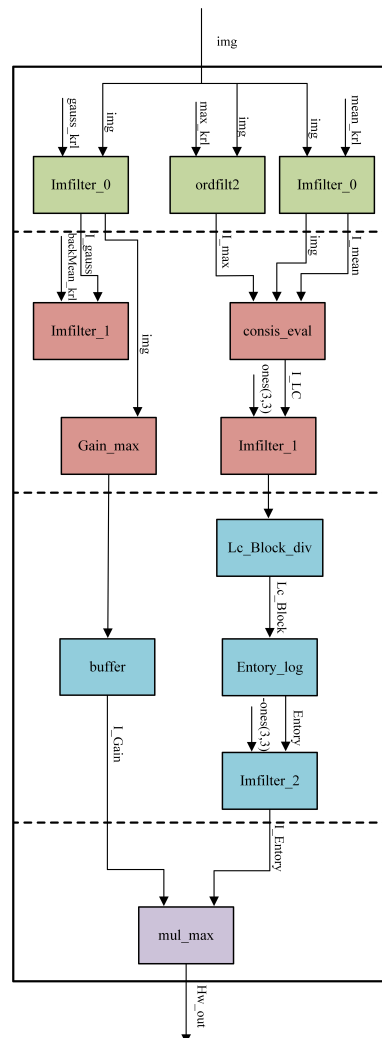 img
gauss_krl
img
max_krl
img
img
mean_krl
Imfilter_0
ordfilt2
Imfilter_0
backMean_krl
I_gauss
I_max
img
I_mean
Imfilter_1
consis_eval
img
ones(3,3)
I_LC
Gain_max
Imfilter_1
Lc_Block_div
Lc_Block
buffer
Entory_log
-ones(3,3)
Entory
I_Gain
Imfilter_2
I_Entory
mul_max
Hw_out